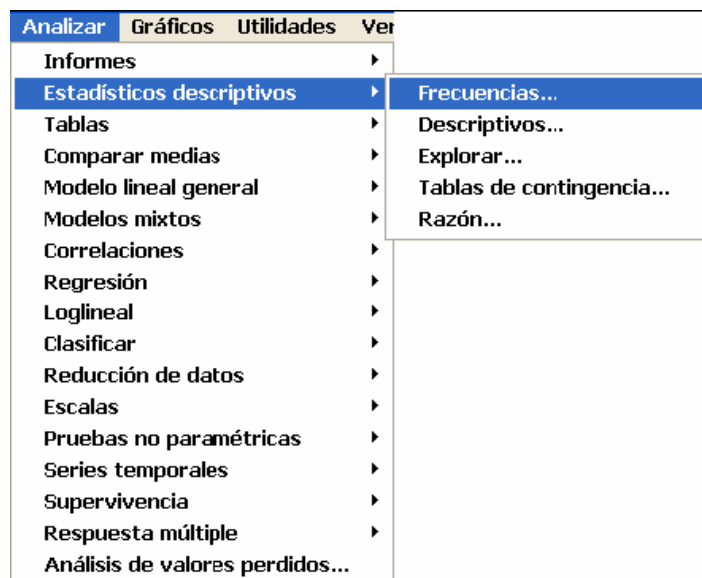 Analizar Gráficos Utilidades Ver
Informes
Estadísticos descriptivos
Tablas
Comparar medias
Modelo lineal general
Modelos mixtos
Correlaciones
Regresión
Loglineal
Clasificar
Reducción de datos
Escalas
Pruebas no paramétricas
Series temporales
Supervivencia
Respuesta múltiple
Análisis de valores perdidos...
Frecuencias...
Descriptivos...
Explorar...
Tablas de contingencia...
Razón...